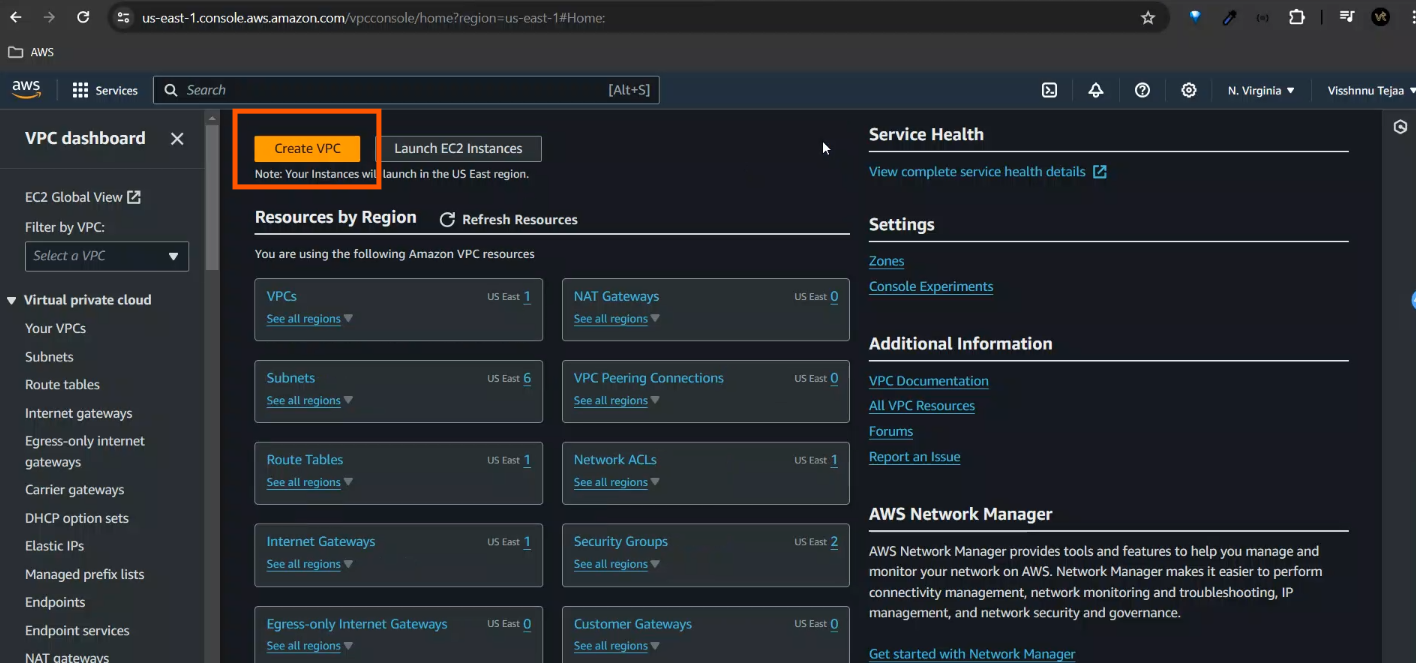 us-east-1.console.aws.amazon.com/vpcconsole/home?region=us-east-1#Home:
AWS
aws
Services
Search
[Alt+S]
N. Virginia
Visshnnu Tejaa
VPC dashboard
EC2 Global View
Filter by VPC:
Select a VPC
Virtual private cloud
Your VPCs
Subnets
Route tables
Internet gateways
Egress-only internet
gateways
Carrier gateways
DHCP option sets
Elastic IPs
Managed prefix lists
Endpoints
Endpoint services
NAT gateways
Create VPC
Launch EC2 Instances
Note: Your Instances will launch in the US East region.
Resources by Region
Refresh Resources
You are using the following Amazon VPC resources
VPCs
US East 1
See all regions
NAT Gateways
US East 0
See all regions
Subnets
US East 6
See all regions
VPC Peering Connections
US East 0
See all regions
Route Tables
US East 1
See all regions
Network ACLs
US East 1
See all regions
Internet Gateways
US East 1
See all regions
Security Groups
US East 2
See all regions
Egress-only Internet Gateways
US East 0
See all regions
Customer Gateways
US East 0
See all regions
Service Health
View complete service health details
Settings
Zones
Console Experiments
Additional Information
VPC Documentation
All VPC Resources
Forums
Report an Issue
AWS Network Manager
AWS Network Manager provides tools and features to help you manage and
monitor your network on AWS. Network Manager makes it easier to perform
connectivity management, network monitoring and troubleshooting, IP
management, and network security and governance.
Get started with Network Manager